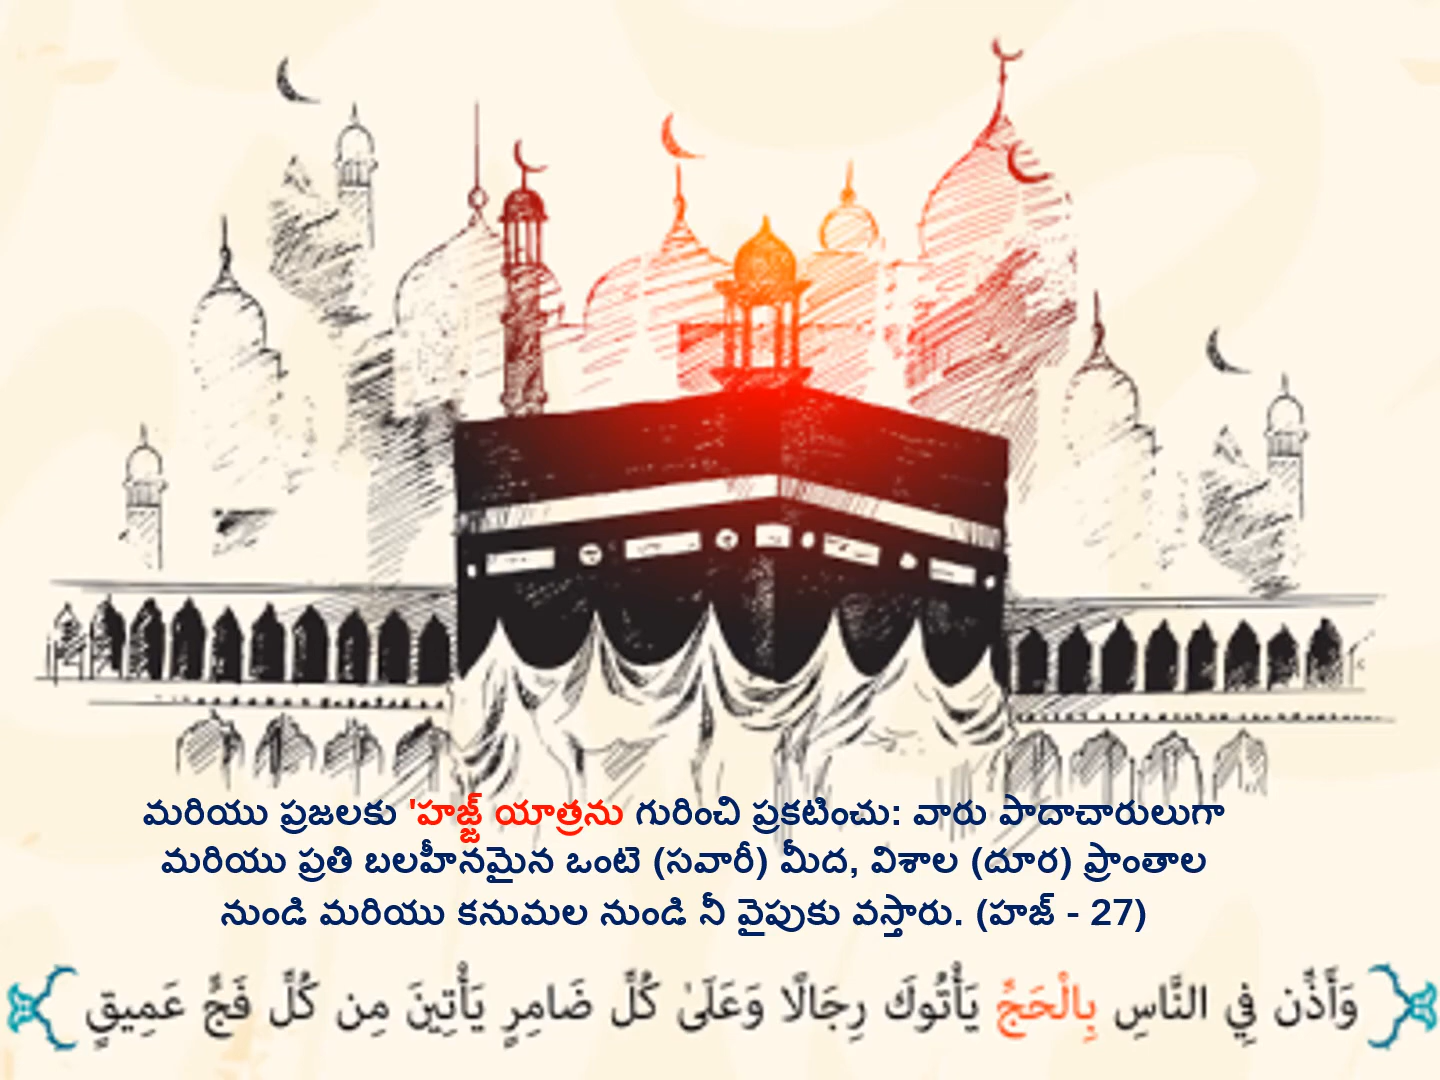 మరియు ప్రజలకు 'హజ్జ్ యాత్రను గురించి ప్రకటించు: వారు పాదాచారులుగా
మరియు ప్రతి బలహీనమైన ఒంటె (సవారీ) మీద, విశాల (దూర) ప్రాంతాల
నుండి మరియు కనుమల నుండి నీ వైపుకు వస్తారు. (హజ్ - 27)
وَأَذِّن فِي النَّاسِ بِالْحَجِّ يَأْتُوكَ رِجَالًا وَعَلَىٰ كُلِّ ضَامِرٍ يَأْتِينَ مِن كُلِّ فَجٍّ عَمِيقٍ